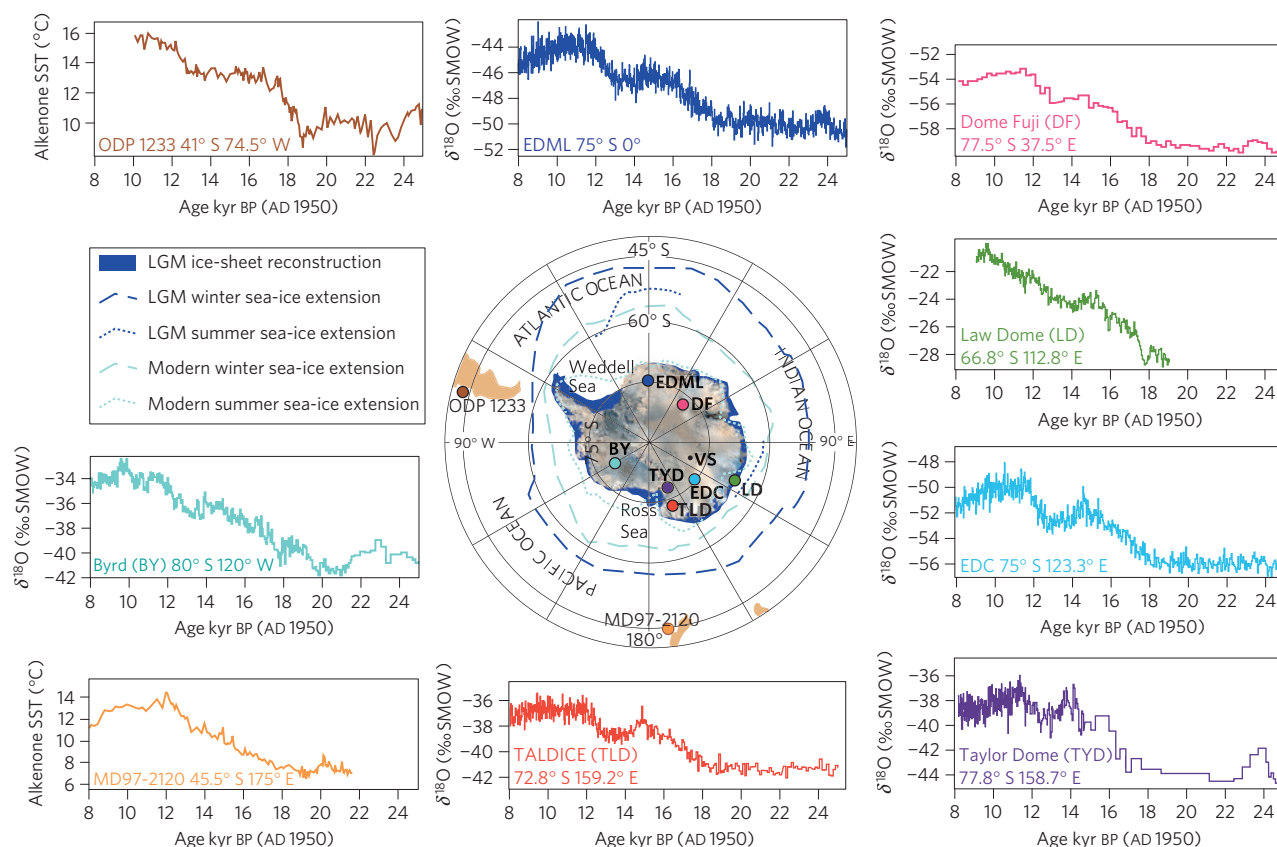 Alkenone SST (°C)
16
14
12
10
ODP 1233 41° S 74.5° W
8 10 12 14 16 18 20 22 24
Age kyr BP (AD 1950)
δ18O (‰ SMOW)
−44
−46
−48
−50
−52
EDML 75° S 0°
8 10 12 14 16 18 20 22 24
Age kyr BP (AD 1950)
δ18O (‰ SMOW)
−52
−54
−56
−58
Dome Fuji (DF)
77.5° S 37.5° E
8 10 12 14 16 18 20 22 24
Age kyr BP (AD 1950)
LGM ice-sheet reconstruction
LGM winter sea-ice extension
LGM summer sea-ice extension
Modern winter sea-ice extension
Modern summer sea-ice extension
45° S
ATLANTIC OCEAN
60° S
INDIAN OCEAN
Weddell
Sea
EDML
DF
ODP 1233
90° W
90° E
75° S
BY
VS
TYD
EDC
LD
TLD
Ross
Sea
PACIFIC OCEAN
MD97-2120
180°
δ18O (‰ SMOW)
−22
−24
−26
−28
Law Dome (LD)
66.8° S 112.8° E
8 10 12 14 16 18 20 22 24
Age kyr BP (AD 1950)
δ18O (‰ SMOW)
−34
−36
−38
−40
−42
Byrd (BY) 80° S 120° W
8 10 12 14 16 18 20 22 24
Age kyr BP (AD 1950)
δ18O (‰ SMOW)
−48
−50
−52
−54
−56
EDC 75° S 123.3° E
8 10 12 14 16 18 20 22 24
Age kyr BP (AD 1950)
Alkenone SST (°C)
14
12
10
8
6
MD97-2120 45.5° S 175° E
8 10 12 14 16 18 20 22 24
Age kyr BP (AD 1950)
δ18O (‰ SMOW)
−36
−38
−40
−42
TALDICE (TLD)
72.8° S 159.2° E
8 10 12 14 16 18 20 22 24
Age kyr BP (AD 1950)
δ18O (‰ SMOW)
−36
−38
−40
−42
−44
Taylor Dome (TYD)
77.8° S 158.7° E
8 10 12 14 16 18 20 22 24
Age kyr BP (AD 1950)